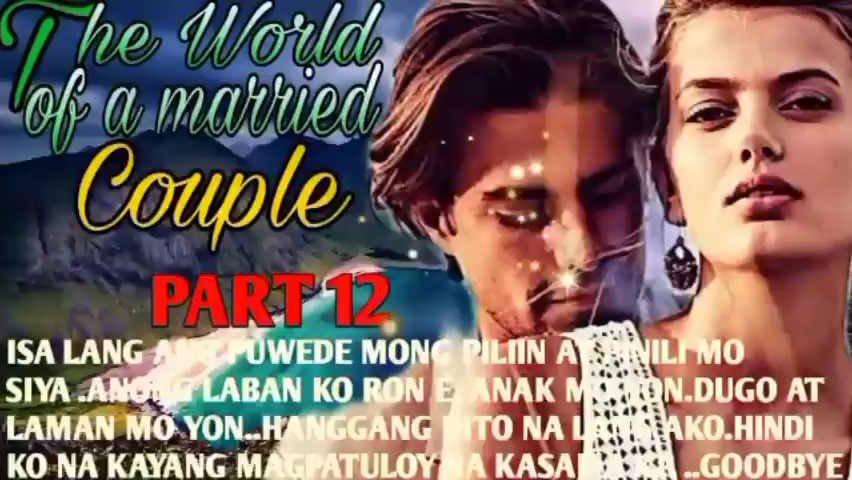 The World
of a married
Couple
PART 12
ISA LANG ANG PUWEDE MONG PILIIN AT PINILI MO
SIYA .ANONG LABAN KO RON E ANAK MO YON.DUGO AT
LAMAN MO YON..HANGGANG DITO NA LANG AKO.HINDI
KO NA KAYANG MAGPATULOY NA KASAMA KA ..GOODBYE